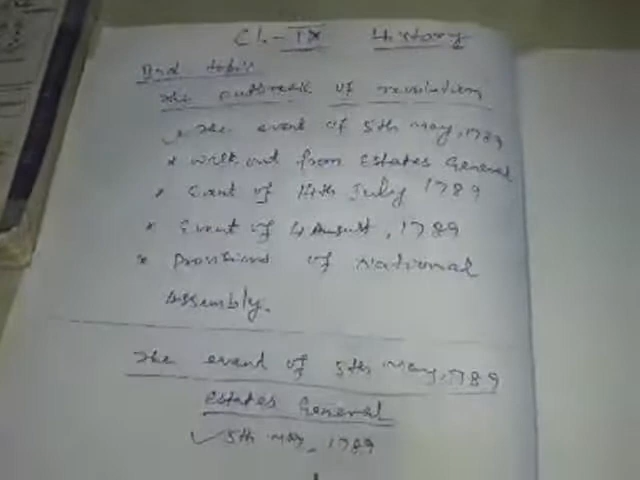 Cl.-IX History
2nd topic
The outbreak of revolution
✓ The event of 5th May, 1789
* Walk out from Estates General
* Event of 14th July 1789
* Event of 4 August, 1789
* Provisions of National
Assembly.
The event of 5th May, 1789
Estates General
✓ 5th May, 1789